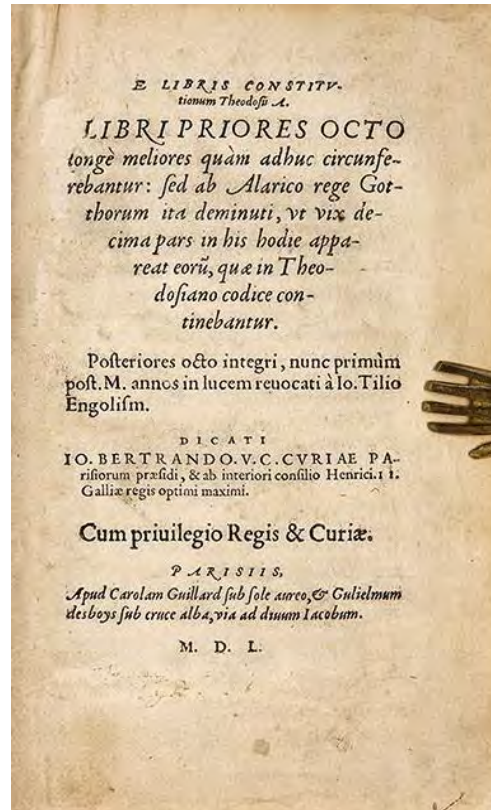 E LIBRIS CONSTITV-
tionum Theodosii A.
LIBRI PRIORES OCTO
longè meliores quàm adhuc circunfe-
rebantur: sed ab Alarico rege Got-
thorum ita deminuti, vt vix de-
cima pars in his hodie appa-
reat eorũ, quæ in Theo-
dosiano codice con-
tinebantur.
Posteriores octo integri, nunc primùm
post. M. annos in lucem reuocati à Io. Tilio
Engolism.
DICATI
IO. BERTRANDO. V. C. CVRIAE PA-
risiorum præsidi, & ab interiori consilio Henrici. II.
Galliæ regis optimi maximi.
Cum priuilegio Regis & Curiæ.
PARISIIS,
Apud Carolam Guillard sub sole aureo, & Gulielmum
desboys sub cruce alba, via ad diuum Iacobum.
M. D. L.